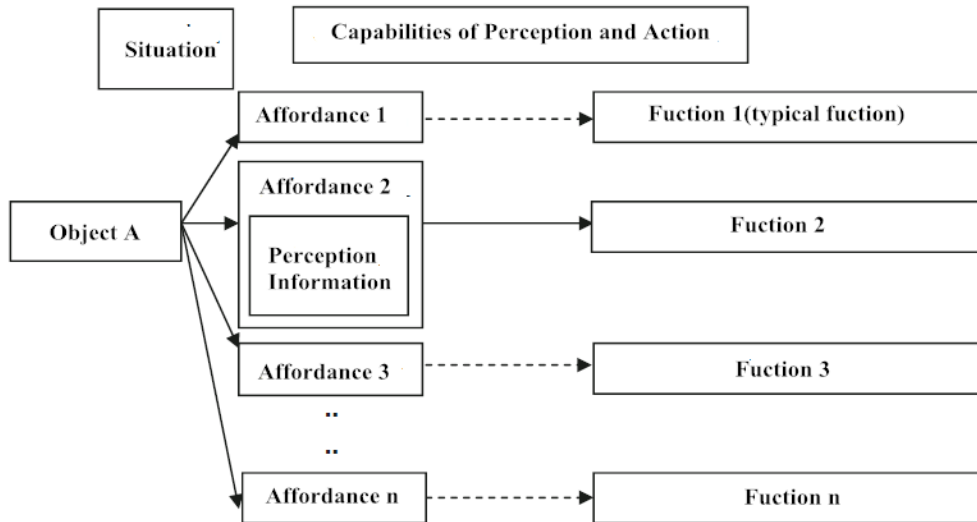 Situation
Capabilities of Perception and Action
Affordance 1
Fuction 1(typical fuction)
Affordance 2
Perception
Information
Object A
Fuction 2
Affordance 3
Fuction 3
..
..
Affordance n
Fuction n